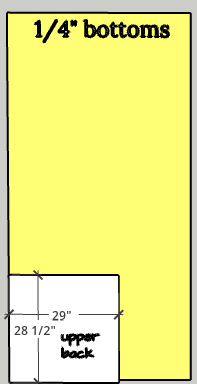 1/4" bottoms
29"
28 1/2"
upper
back